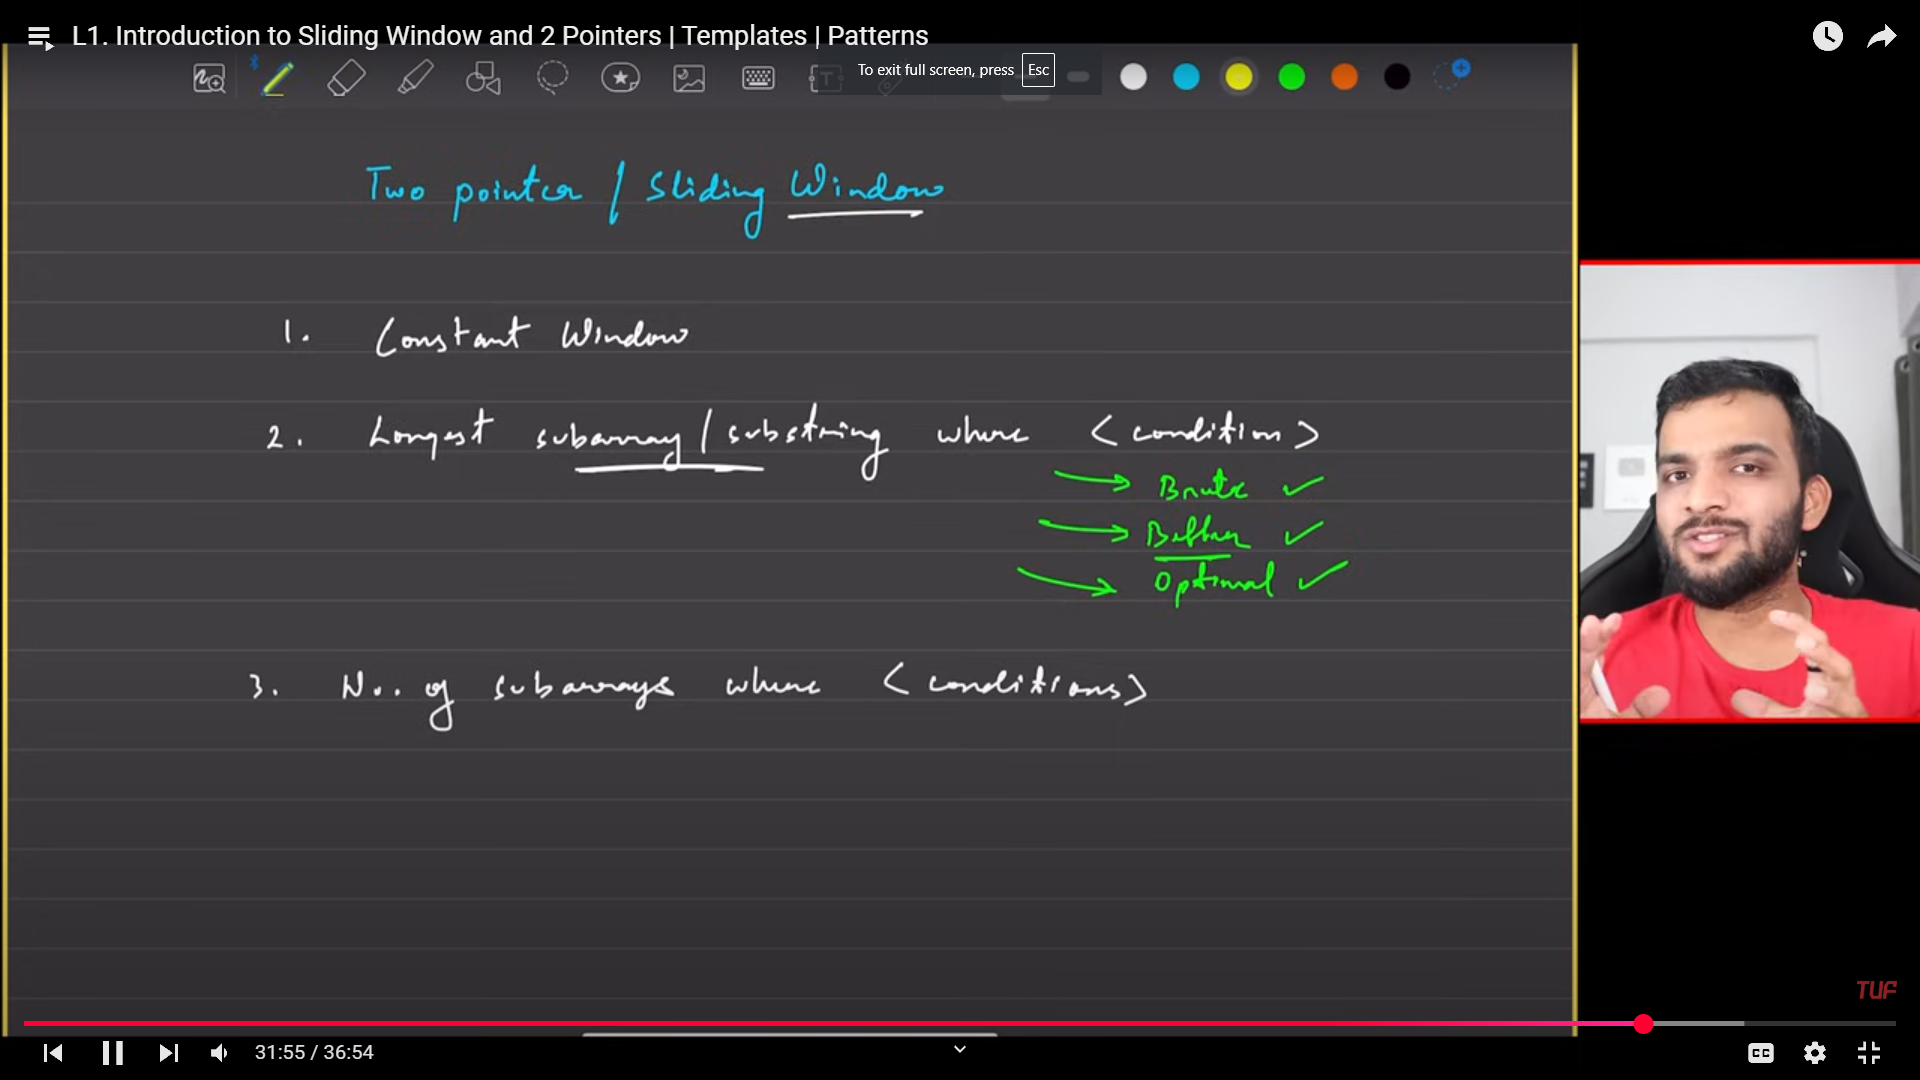 L1. Introduction to Sliding Window and 2 Pointers | Templates | Patterns
To exit full screen, press Esc
Two pointer / Sliding Window
1. Constant Window
2. Longest subarray / substring where <condition>
→ Brute ✓
→ Better ✓
→ Optimal ✓
3. No. of subarrays where <conditions>
TUF
31:55 / 36:54
CC